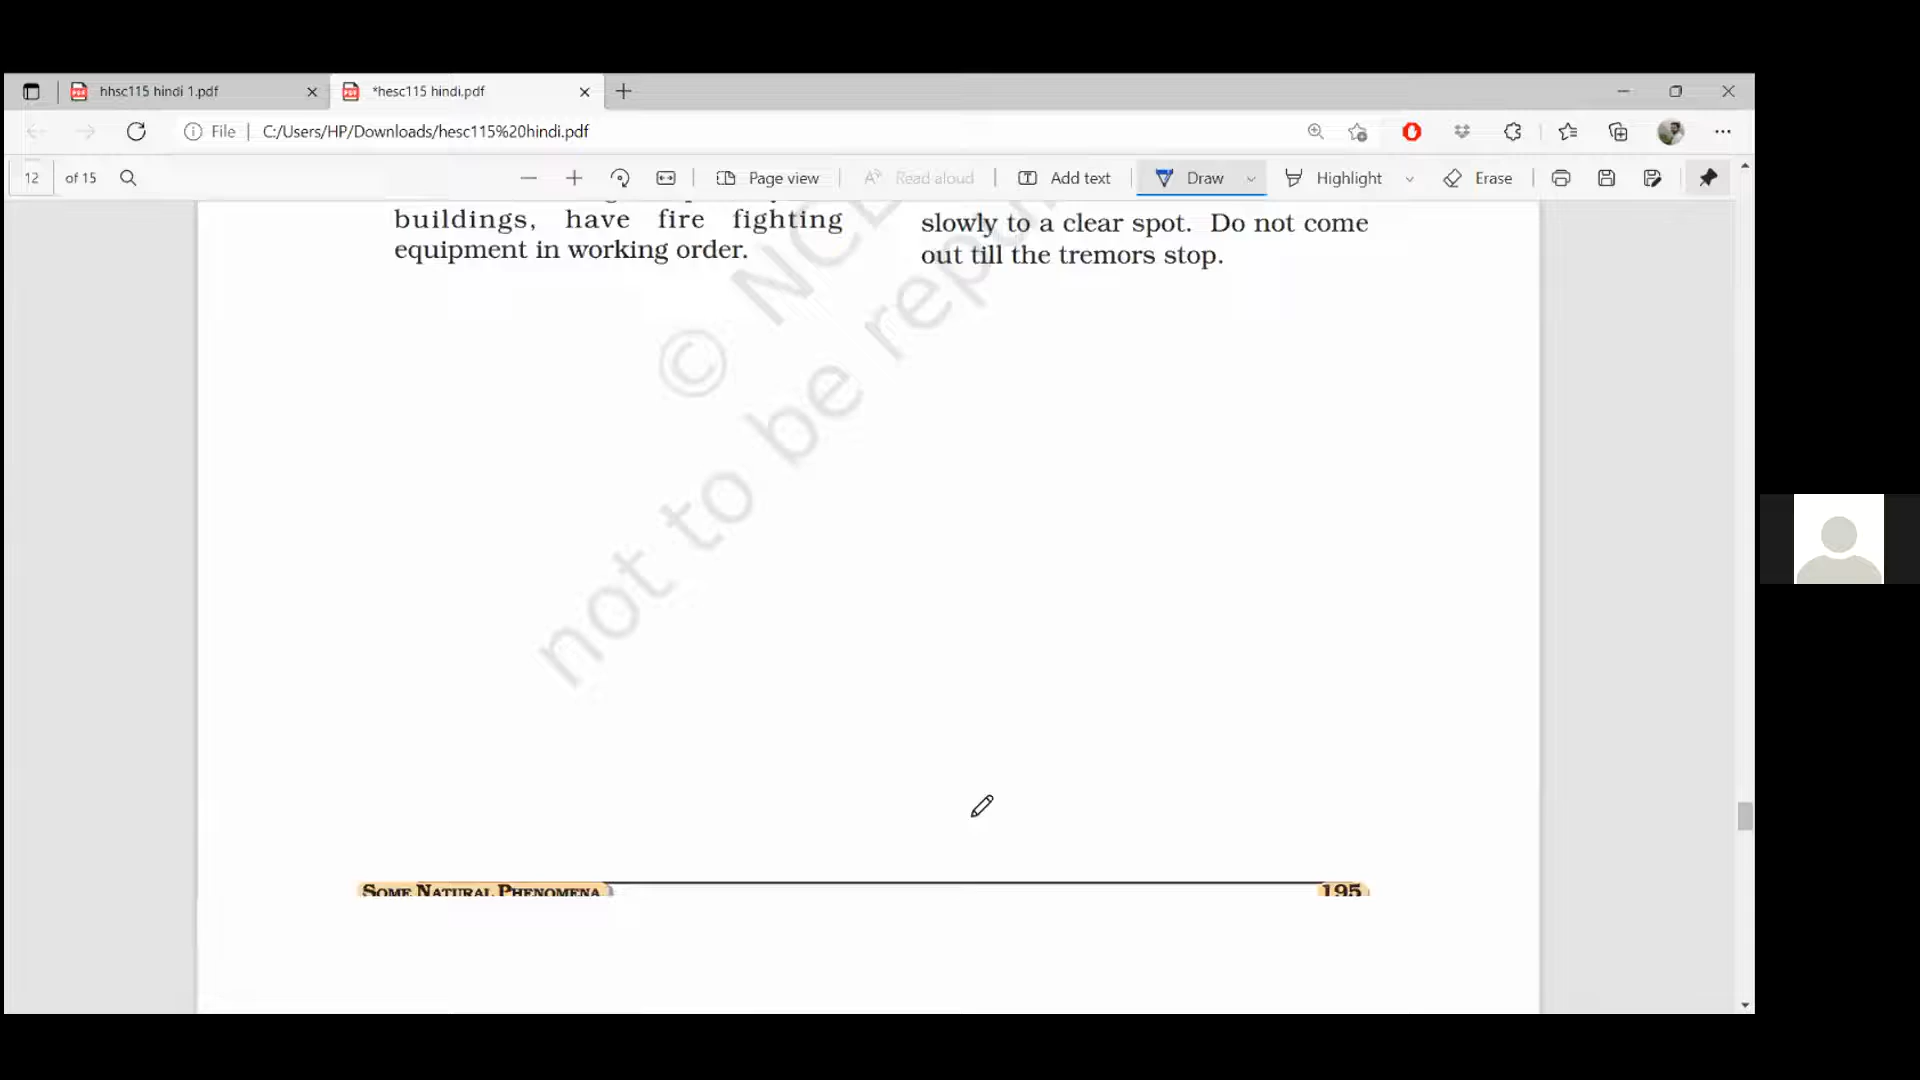 hhsc115 hindi 1.pdf
*hesc115 hindi.pdf
File
C:/Users/HP/Downloads/hesc115%20hindi.pdf
12 of 15
Page view
Read aloud
Add text
Draw
Highlight
Erase
buildings, have fire fighting
equipment in working order.
slowly to a clear spot. Do not come
out till the tremors stop.
not to be
SOME NATURAL PHENOMENA
195